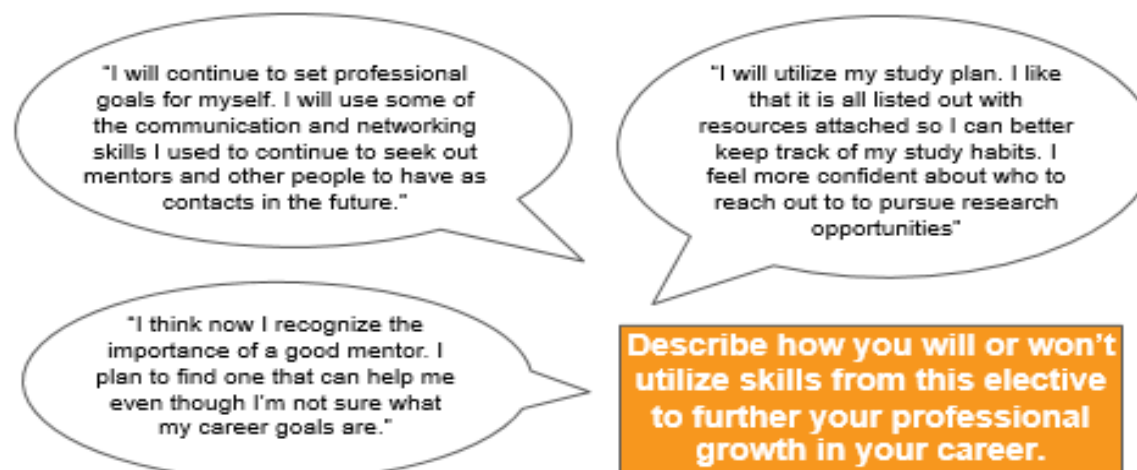 "I will continue to set professional
goals for myself. I will use some of
the communication and networking
skills I used to continue to seek out
mentors and other people to have as
contacts in the future."
"I will utilize my study plan. I like
that it is all listed out with
resources attached so I can better
keep track of my study habits. I
feel more confident about who to
reach out to to pursue research
opportunities"
"I think now I recognize the
importance of a good mentor. I
plan to find one that can help me
even though I'm not sure what
my career goals are."
Describe how you will or won't
utilize skills from this elective
to further your professional
growth in your career.